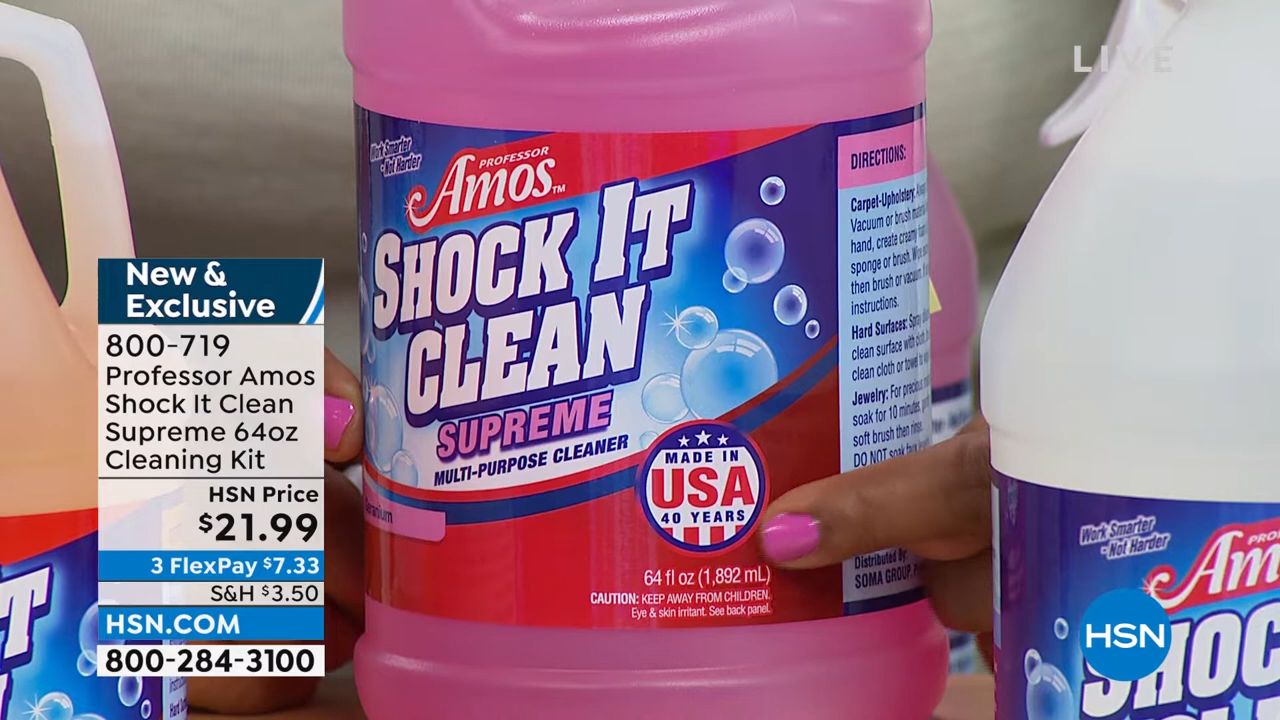 LIVE
New &
Exclusive
800-719
Professor Amos
Shock It Clean
Supreme 64oz
Cleaning Kit
HSN Price
$21.99
3 FlexPay $7.33
S&H $3.50
HSN.COM
800-284-3100
Work Smarter
- Not Harder
PROFESSOR
Amos™
SHOCK IT
CLEAN
SUPREME
MULTI-PURPOSE CLEANER
MADE IN
USA
40 YEARS
64 fl oz (1,892 mL)
CAUTION: KEEP AWAY FROM CHILDREN.
Eye & skin irritant. See back panel.
DIRECTIONS:
Carpet-Upholstery:
Vacuum or brush
hand, create
sponge or brush.
then brush or vacuum.
instructions.
Hard Surfaces:
clean surface with
clean cloth or towel
Jewelry: For
soak for 10 minutes,
soft brush then
DO NOT soak
Distributed By:
SOMA GROUP,
Work Smarter
- Not Harder
HSN